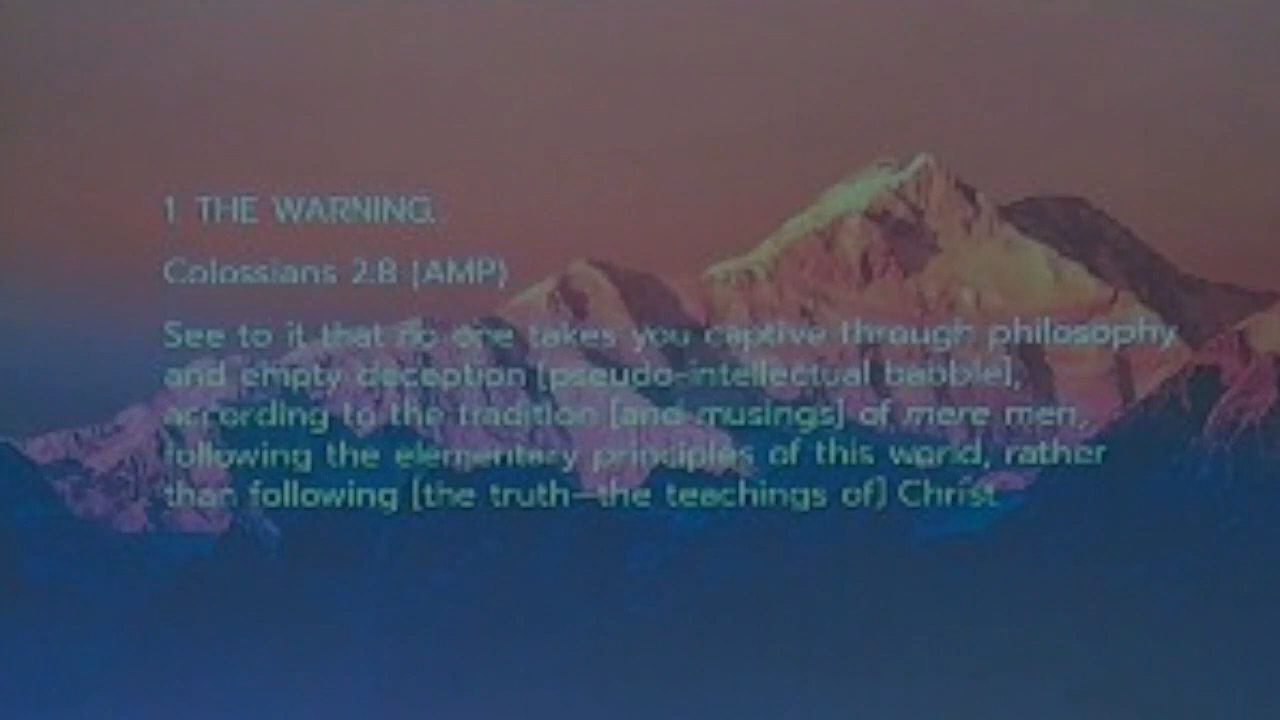 1 THE WARNING.
Colossians 2:8 (AMP)
See to it that no one takes you captive through philosophy
and empty deception [pseudo-intellectual babble],
according to the tradition [and musings] of mere men,
following the elementary principles of this world, rather
than following [the truth—the teachings of] Christ